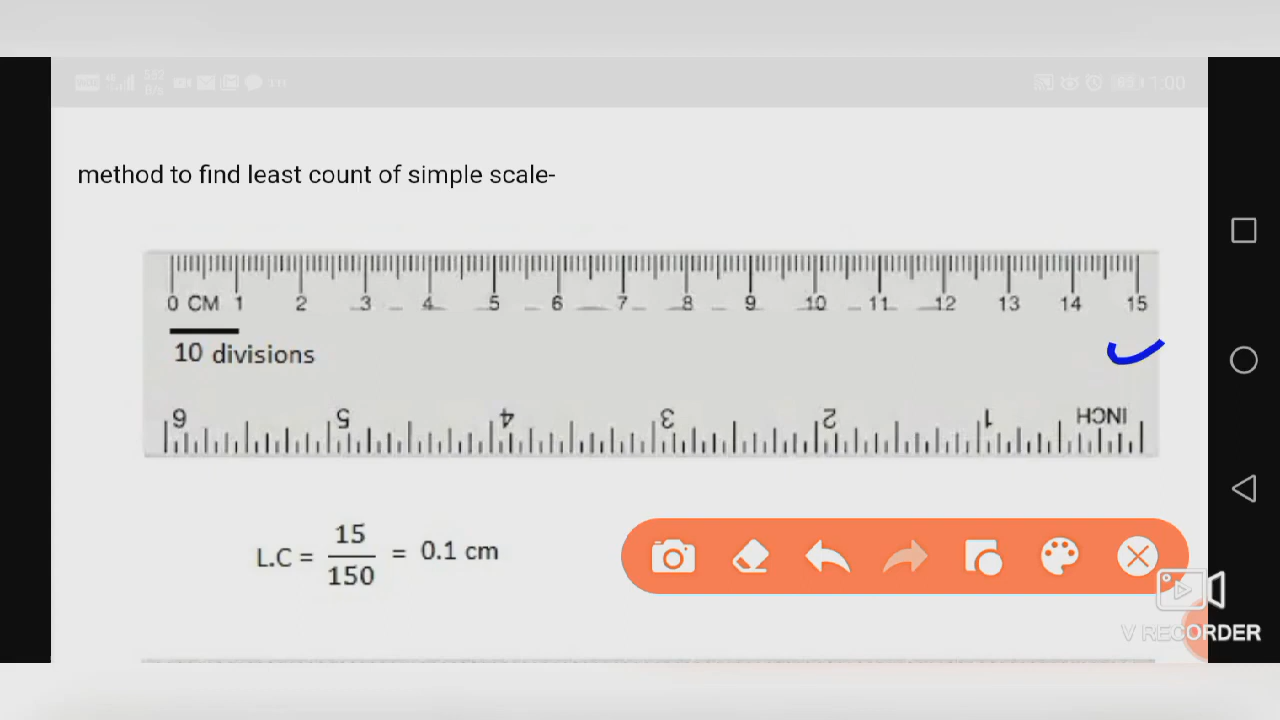 1:00
method to find least count of simple scale-
0 CM 1 2 3 4 5 6 7 8 9 10 11 12 13 14 15
10 divisions
6 5 4 3 2 1 INCH
L.C = 15/150 = 0.1 cm
V RECORDER